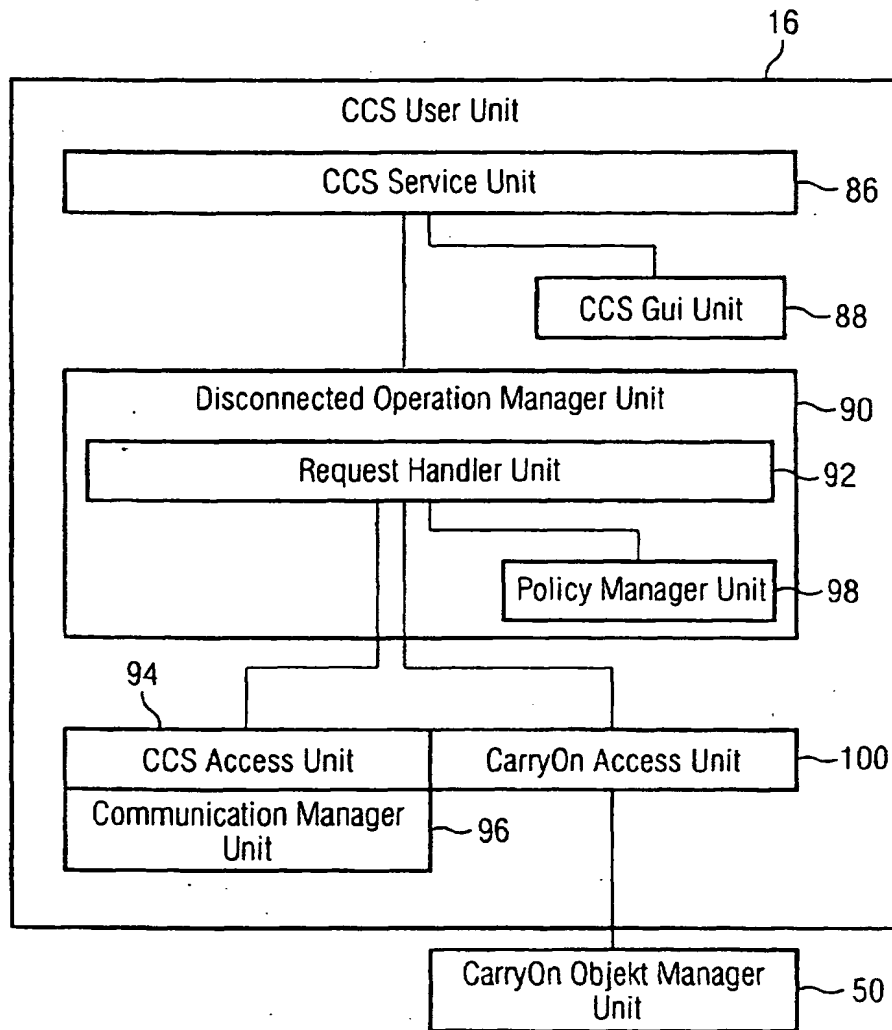 16
CCS User Unit
CCS Service Unit
86
CCS Gui Unit
88
Disconnected Operation Manager Unit
90
Request Handler Unit
92
Policy Manager Unit
98
94
CCS Access Unit
CarryOn Access Unit
100
Communication Manager
Unit
96
CarryOn Objekt Manager
Unit
50